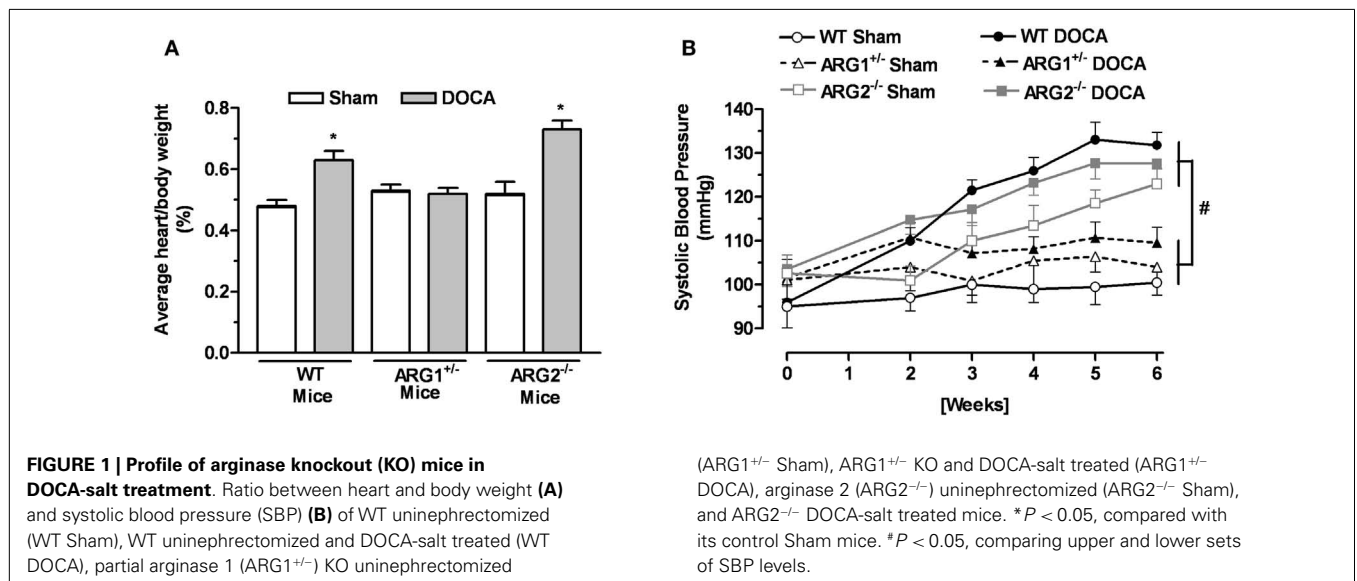 A
Sham DOCA
Average heart/body weight
(%)
0.8
0.6
0.4
0.2
0.0
*
*
WT
Mice
ARG1+/-
Mice
ARG2-/-
Mice
B
WT Sham WT DOCA
ARG1+/- Sham ARG1+/- DOCA
ARG2-/- Sham ARG2-/- DOCA
Systolic Blood Pressure
(mmHg)
140
130
120
110
100
90
0 1 2 3 4 5 6
[Weeks]
#
FIGURE 1 | Profile of arginase knockout (KO) mice in
DOCA-salt treatment. Ratio between heart and body weight (A)
and systolic blood pressure (SBP) (B) of WT uninephrectomized
(WT Sham), WT uninephrectomized and DOCA-salt treated (WT
DOCA), partial arginase 1 (ARG1+/−) KO uninephrectomized
(ARG1+/− Sham), ARG1+/− KO and DOCA-salt treated (ARG1+/−
DOCA), arginase 2 (ARG2−/−) uninephrectomized (ARG2−/− Sham),
and ARG2−/− DOCA-salt treated mice. *P < 0.05, compared with
its control Sham mice. #P < 0.05, comparing upper and lower sets
of SBP levels.